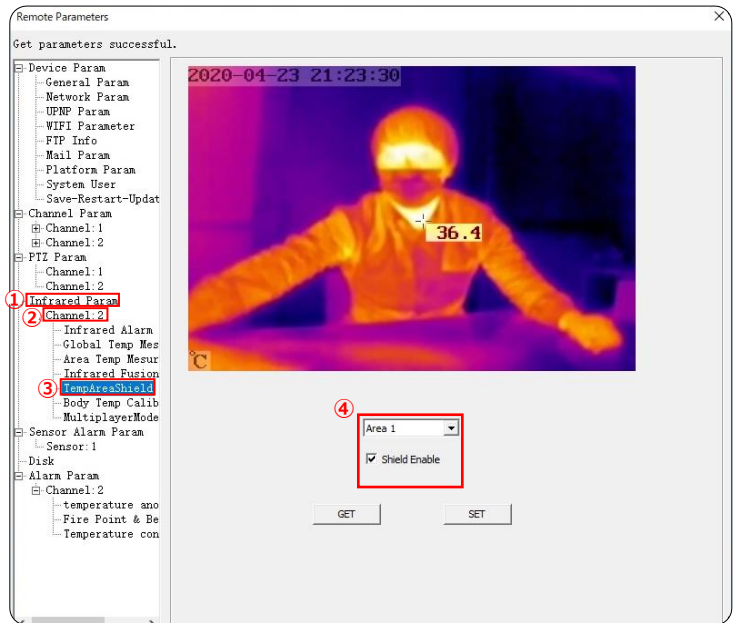 Remote Parameters
Get parameters successful.
Device Param
General Param
Network Param
UPNP Param
WIFI Parameter
FTP Info
Mail Param
Platform Param
System User
Save-Restart-Updat
Channel Param
Channel:1
Channel:2
PTZ Param
Channel:1
Channel:2
① Infrared Param
② Channel:2
Infrared Alarm
Global Temp Mes
Area Temp Mesur
Infrared Fusion
③ TempAreaShield
Body Temp Calib
MultiplayerMode
Sensor Alarm Param
Sensor:1
Disk
Alarm Param
Channel:2
temperature ano
Fire Point & Be
Temperature con
2020-04-23 21:23:30
36.4
℃
④
Area 1
Shield Enable
GET SET